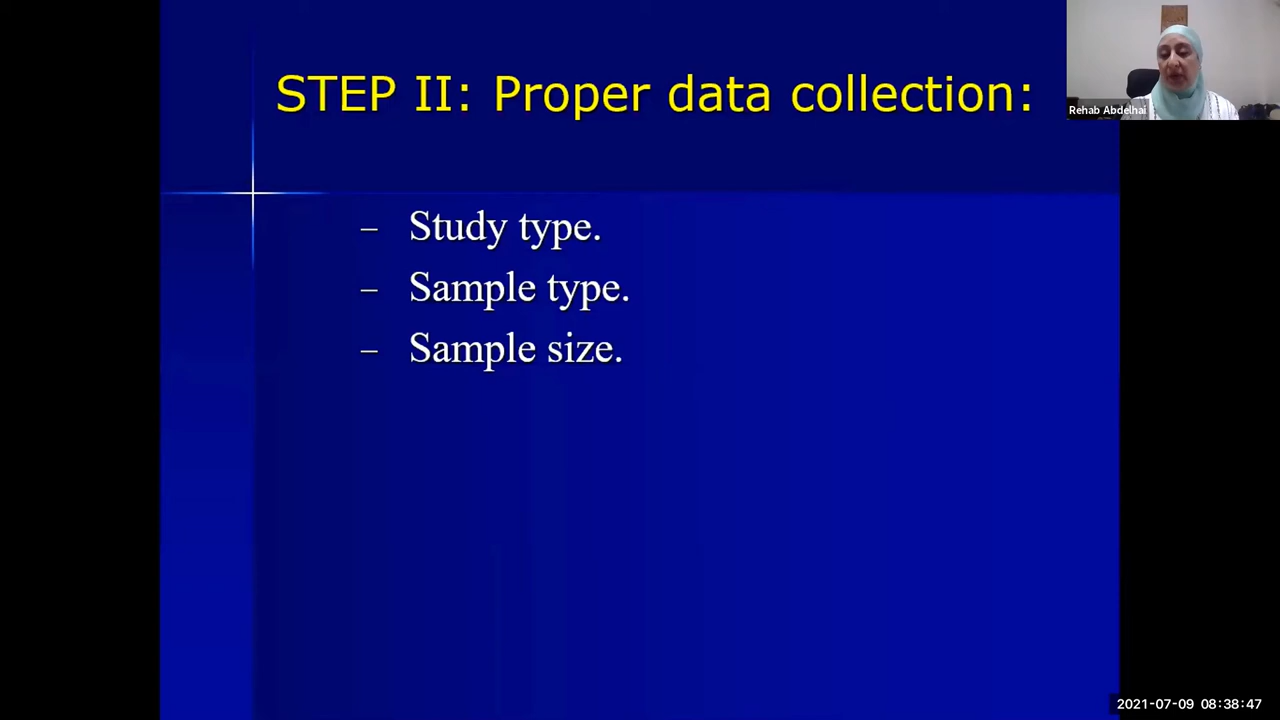 STEP II: Proper data collection:
Rehab Abdelhai
– Study type.
– Sample type.
– Sample size.
2021-07-09 08:38:47